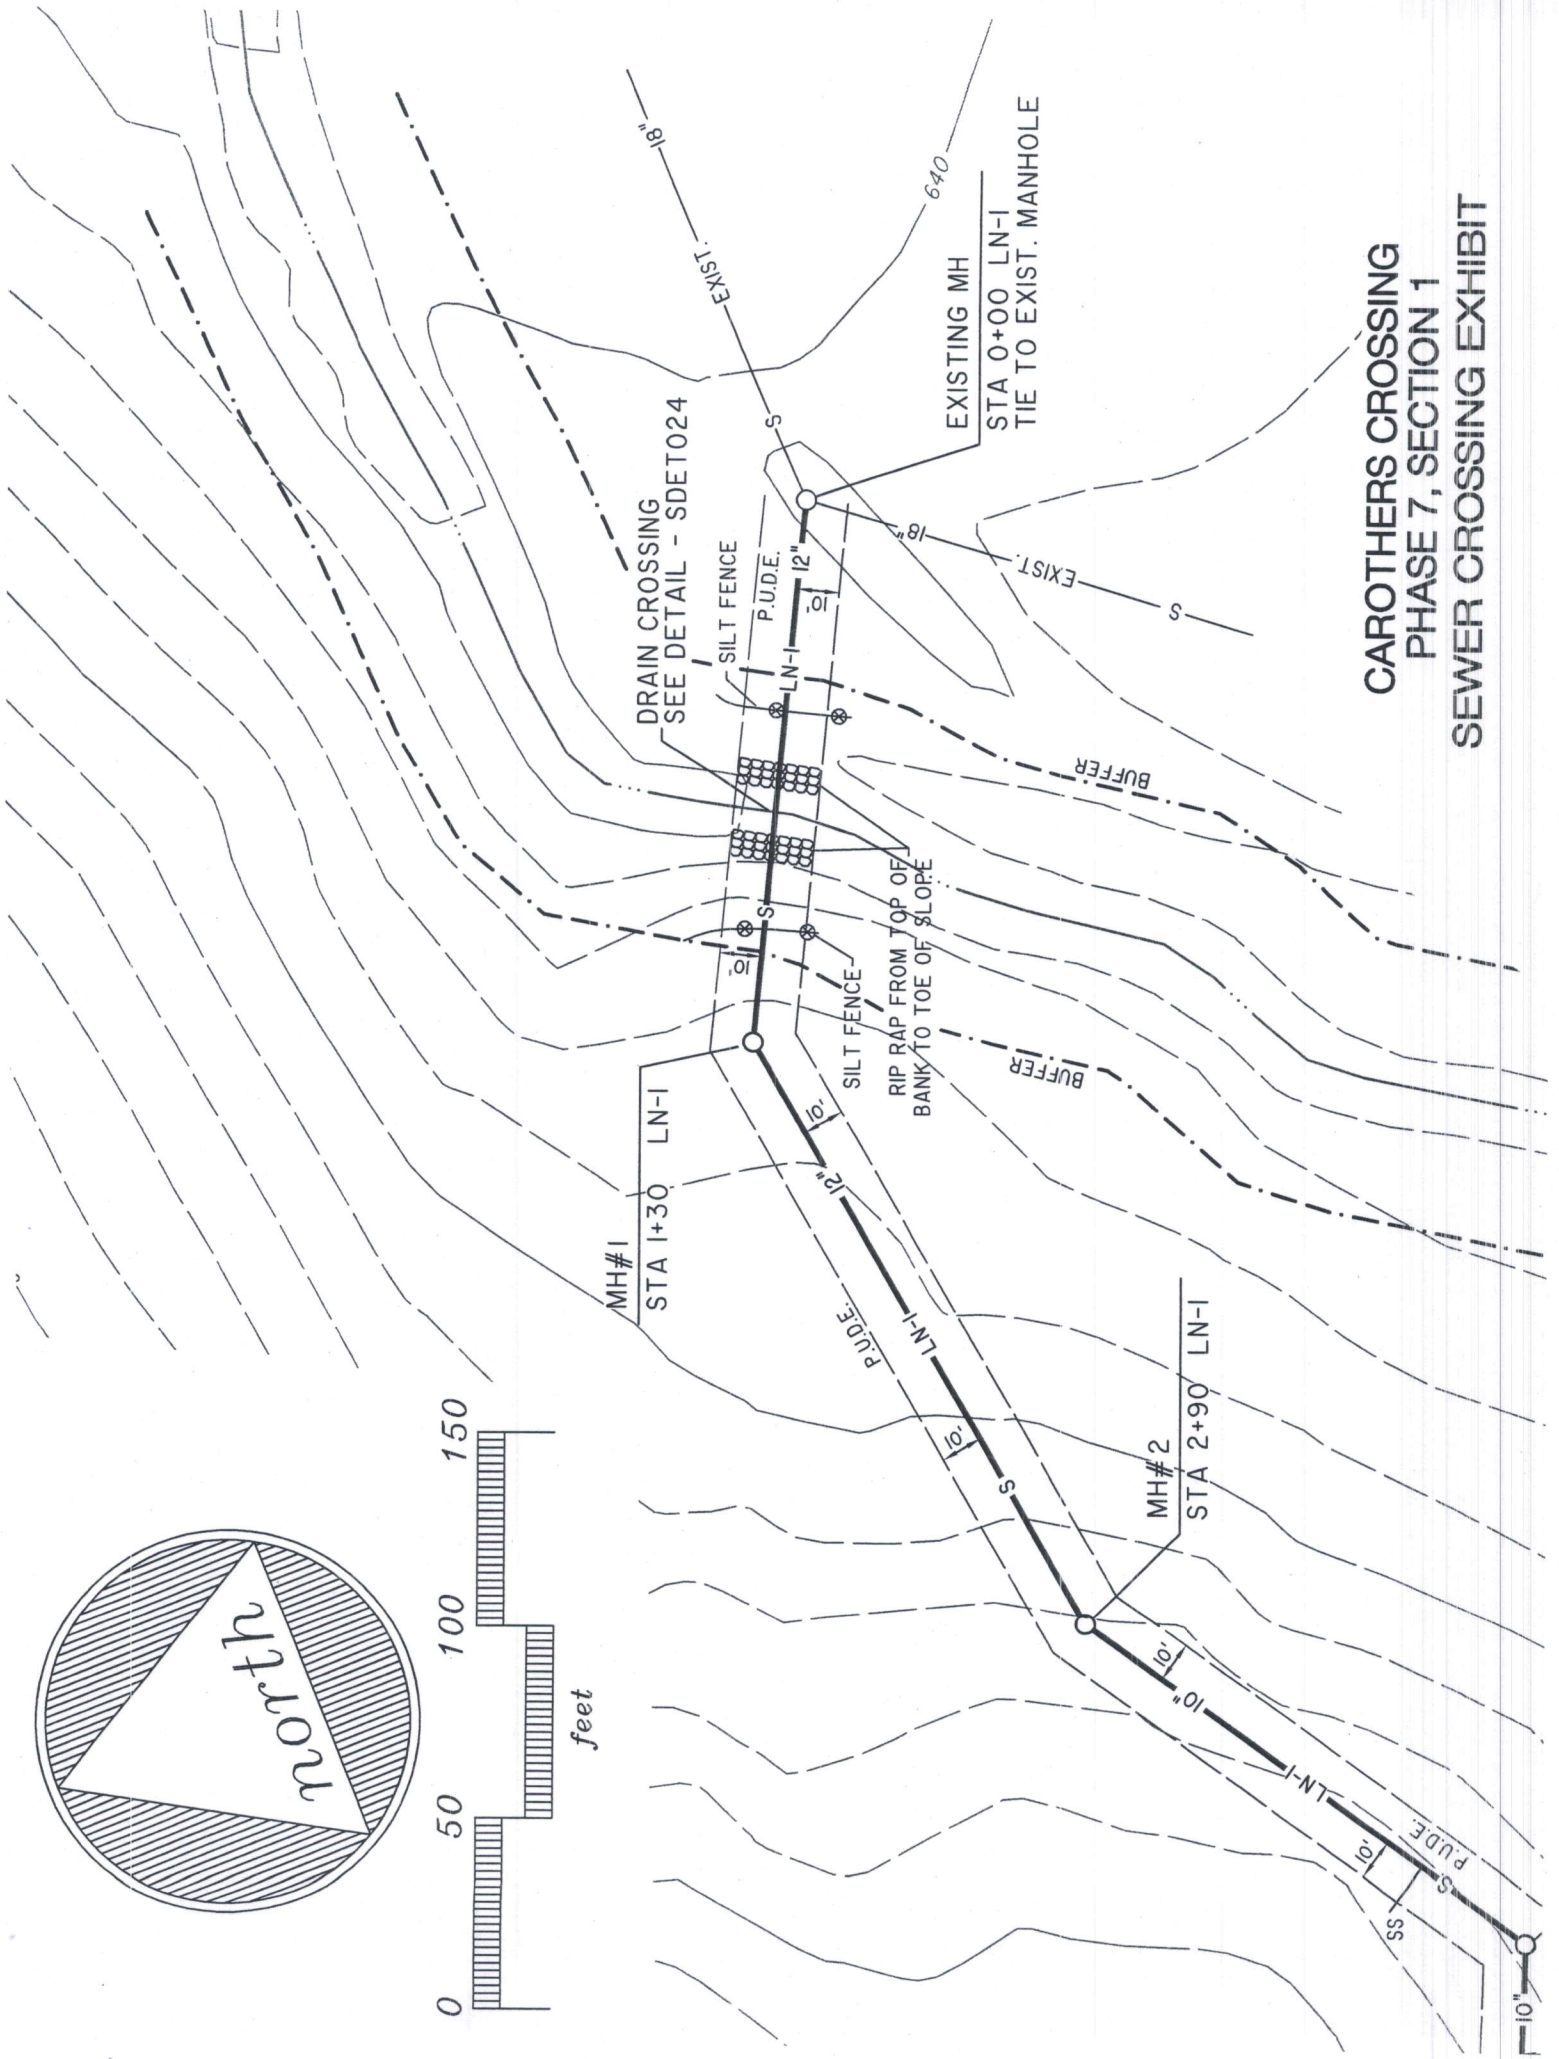 north
0 50 100 150
feet
MH#1
STA 1+30 LN-1
DRAIN CROSSING
SEE DETAIL - SDET024
SILT FENCE
P.U.D.E.
18"
EXIST.
S
640
EXISTING MH
STA 0+00 LN-1
TIE TO EXIST. MANHOLE
12"
LN-1
10'
S
10'
18"
EXIST.
S
SILT FENCE
RIP RAP FROM TOP OF
BANK TO TOE OF SLOPE
BUFFER
BUFFER
10'
12"
P.U.D.E.
LN-1
10'
S
MH#2
STA 2+90 LN-1
10'
10"
LN-1
10'
P.U.D.E.
S
SS
10"
CAROTHERS CROSSING
PHASE 7, SECTION 1
SEWER CROSSING EXHIBIT